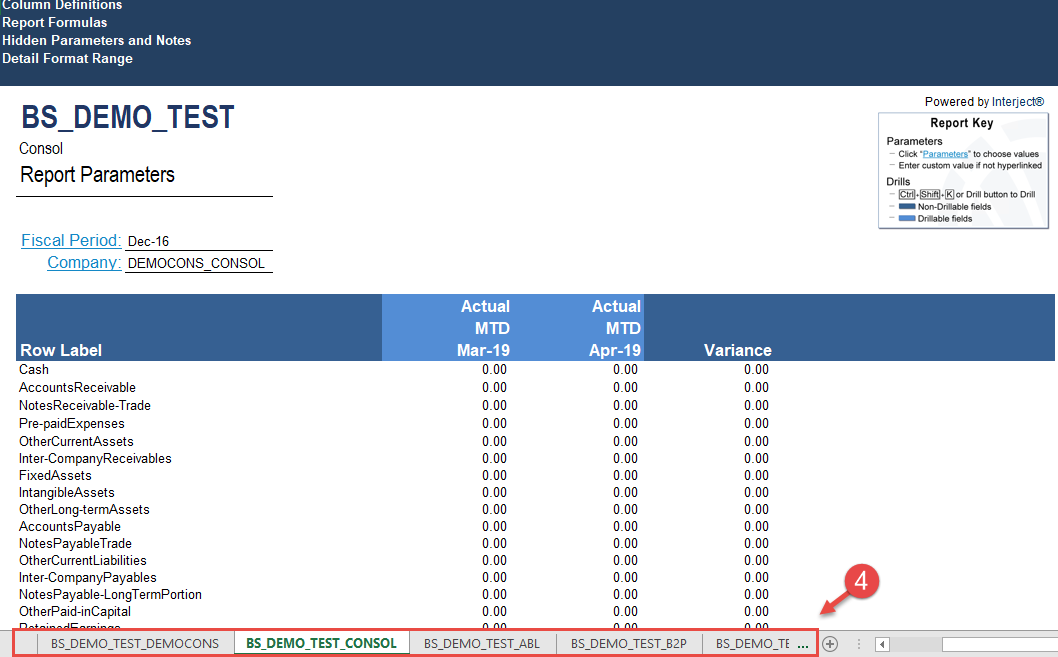 Column Definitions
Report Formulas
Hidden Parameters and Notes
Detail Format Range
BS_DEMO_TEST
Consol
Report Parameters
Powered by Interject®
Report Key
Parameters
– Click "Parameters" to choose values
– Enter custom value if not hyperlinked
Drills
– Ctrl+Shift+K or Drill button to Drill
– Non-Drillable fields
– Drillable fields
Fiscal Period: Dec-16
Company: DEMOCONS_CONSOL
Actual Actual
MTD MTD
Row Label Mar-19 Apr-19 Variance
Cash 0.00 0.00 0.00
AccountsReceivable 0.00 0.00 0.00
NotesReceivable-Trade 0.00 0.00 0.00
Pre-paidExpenses 0.00 0.00 0.00
OtherCurrentAssets 0.00 0.00 0.00
Inter-CompanyReceivables 0.00 0.00 0.00
FixedAssets 0.00 0.00 0.00
IntangibleAssets 0.00 0.00 0.00
OtherLong-termAssets 0.00 0.00 0.00
AccountsPayable 0.00 0.00 0.00
NotesPayableTrade 0.00 0.00 0.00
OtherCurrentLiabilities 0.00 0.00 0.00
Inter-CompanyPayables 0.00 0.00 0.00
NotesPayable-LongTermPortion 0.00 0.00 0.00
OtherPaid-inCapital 0.00 0.00 0.00
RetainedEarnings 0.00 0.00 0.00
4
BS_DEMO_TEST_DEMOCONS BS_DEMO_TEST_CONSOL BS_DEMO_TEST_ABL BS_DEMO_TEST_B2P BS_DEMO_TE ...